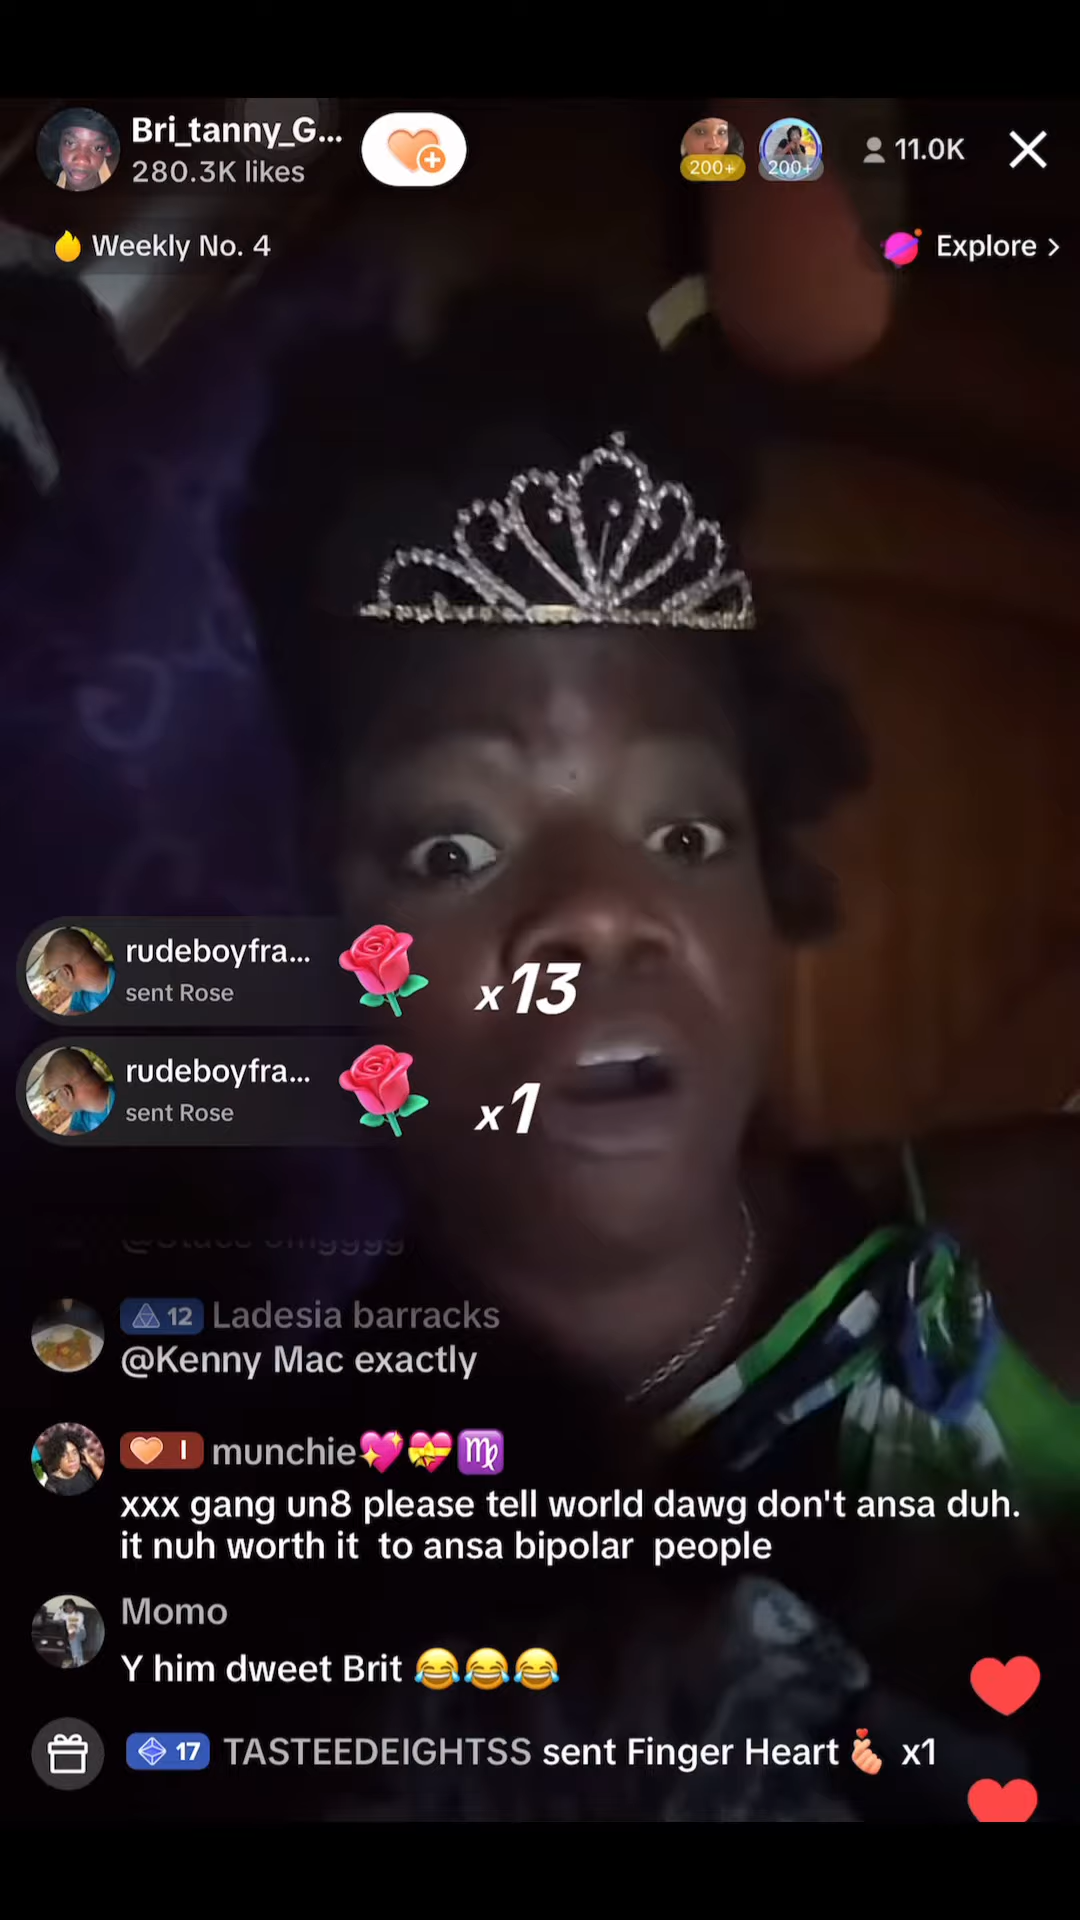 Bri_tanny_G...
280.3K likes
200+
200+
11.0K
Weekly No. 4
Explore >
rudeboyfra...
sent Rose
x13
rudeboyfra...
sent Rose
x1
12 Ladesia barracks
@Kenny Mac exactly
I munchie💖💝♍
xxx gang un8 please tell world dawg don't ansa duh.
it nuh worth it to ansa bipolar people
Momo
Y him dweet Brit 😂😂😂
17 TASTEEDEIGHTSS sent Finger Heart 🫰 x1